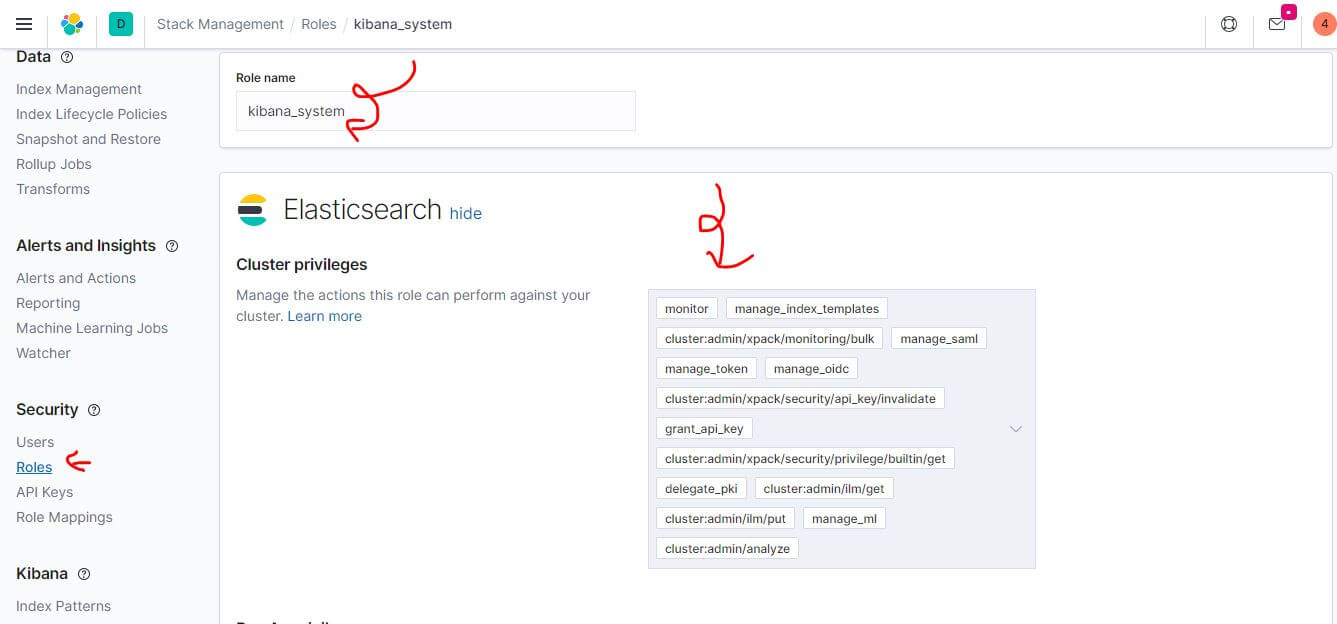 D
Stack Management / Roles / kibana_system
4
Data
Index Management
Index Lifecycle Policies
Snapshot and Restore
Rollup Jobs
Transforms
Alerts and Insights
Alerts and Actions
Reporting
Machine Learning Jobs
Watcher
Security
Users
Roles
API Keys
Role Mappings
Kibana
Index Patterns
Role name
kibana_system
Elasticsearch hide
Cluster privileges
Manage the actions this role can perform against your
cluster. Learn more
monitor manage_index_templates
cluster:admin/xpack/monitoring/bulk manage_saml
manage_token manage_oidc
cluster:admin/xpack/security/api_key/invalidate
grant_api_key
cluster:admin/xpack/security/privilege/builtin/get
delegate_pki cluster:admin/ilm/get
cluster:admin/ilm/put manage_ml
cluster:admin/analyze